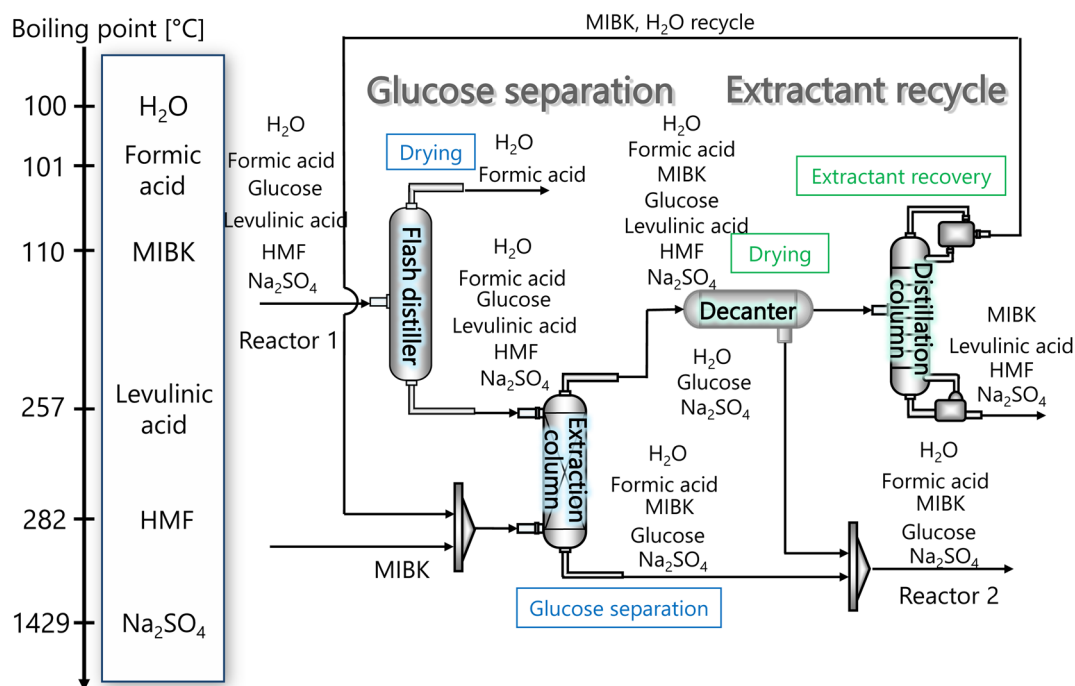 Boiling point [°C]
100
H₂O
101
Formic
acid
110
MIBK
257
Levulinic
acid
282
HMF
1429
Na₂SO₄
MIBK, H₂O recycle
Glucose separation
Extractant recycle
H₂O
Formic acid
Glucose
Levulinic acid
HMF
Na₂SO₄
Reactor 1
Drying
H₂O
Formic acid
Flash distiller
H₂O
Formic acid
Glucose
Levulinic acid
HMF
Na₂SO₄
MIBK
Extraction
column
Glucose separation
H₂O
Formic acid
MIBK
Glucose
Levulinic acid
HMF
Na₂SO₄
Drying
Decanter
H₂O
Glucose
Na₂SO₄
H₂O
Formic acid
MIBK
Glucose
Na₂SO₄
Extractant recovery
Distillation
column
MIBK
Levulinic acid
HMF
Na₂SO₄
H₂O
Formic acid
MIBK
Glucose
Na₂SO₄
Reactor 2